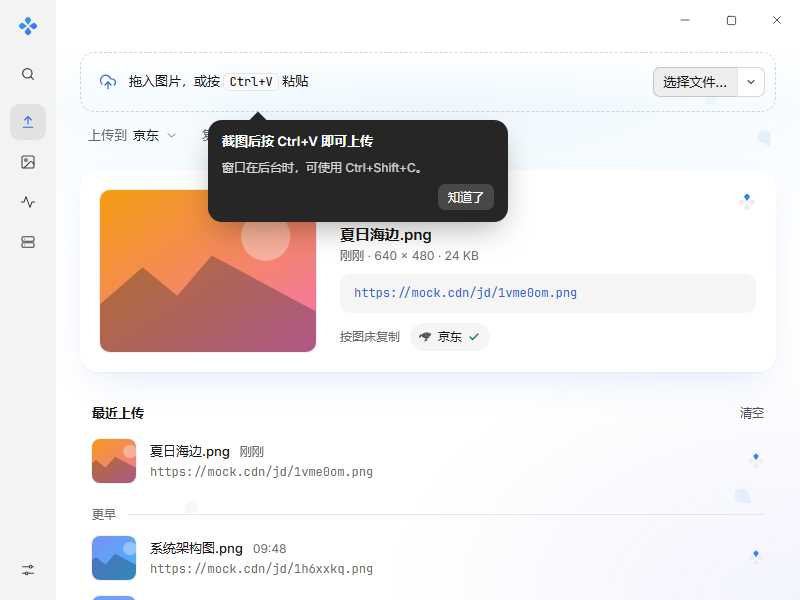 拖入图片，或按 Ctrl+V 粘贴
选择文件...
上传到 京东
截图后按 Ctrl+V 即可上传
窗口在后台时，可使用 Ctrl+Shift+C。
知道了
夏日海边.png
刚刚 · 640 × 480 · 24 KB
https://mock.cdn/jd/1vme0om.png
按图床复制 京东
最近上传 清空
夏日海边.png 刚刚
https://mock.cdn/jd/1vme0om.png
更早
系统架构图.png 09:48
https://mock.cdn/jd/1h6xxkq.png